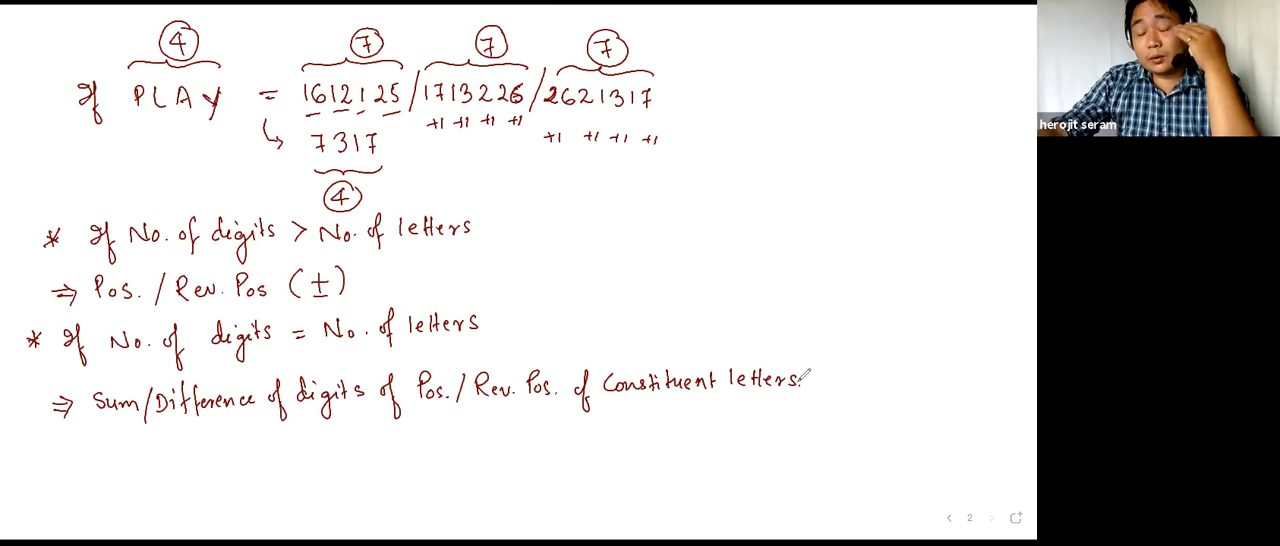 4 7 7 7
If PLAY = 1612125 / 1713226 / 2621317
+1 +1 +1 +1 +1 +1 +1 +1
↳ 7317
4
* If No. of digits > No. of letters
⇒ Pos. / Rev. Pos (±)
* If No. of digits = No. of letters
⇒ Sum/Difference of digits of Pos. / Rev. Pos. of Constituent letters.
herojit seram
< 2 >